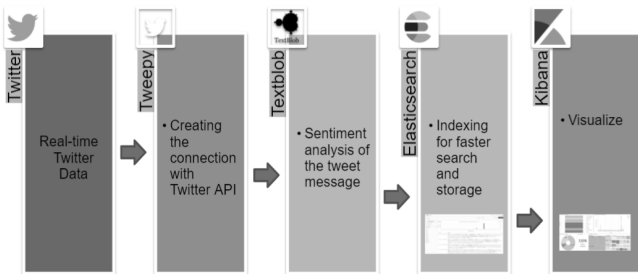 Twitter
Real-time
Twitter
Data
Tweepy
• Creating
the
connection
with
Twitter API
TextBlob
Textblob
• Sentiment
analysis of
the tweet
message
Elasticsearch
• Indexing
for faster
search
and
storage
Kibana
• Visualize